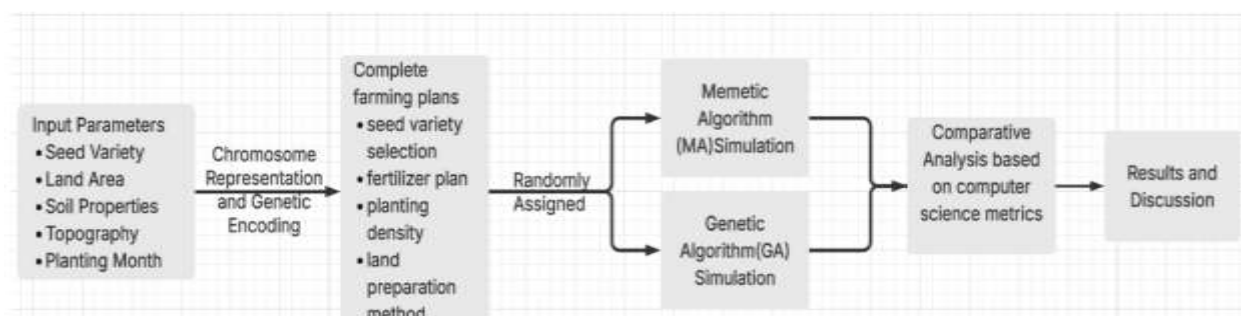 Input Parameters
•Seed Variety
•Land Area
•Soil Properties
•Topography
•Planting Month
Chromosome
Representation
and Genetic
Encoding
Complete
farming plans
•seed variety
selection
•fertilizer plan
•planting
density
•land
preparation
method
Randomly
Assigned
Memetic
Algorithm
(MA)Simulation
Genetic
Algorithm(GA)
Simulation
Comparative
Analysis based
on computer
science metrics
Results and
Discussion